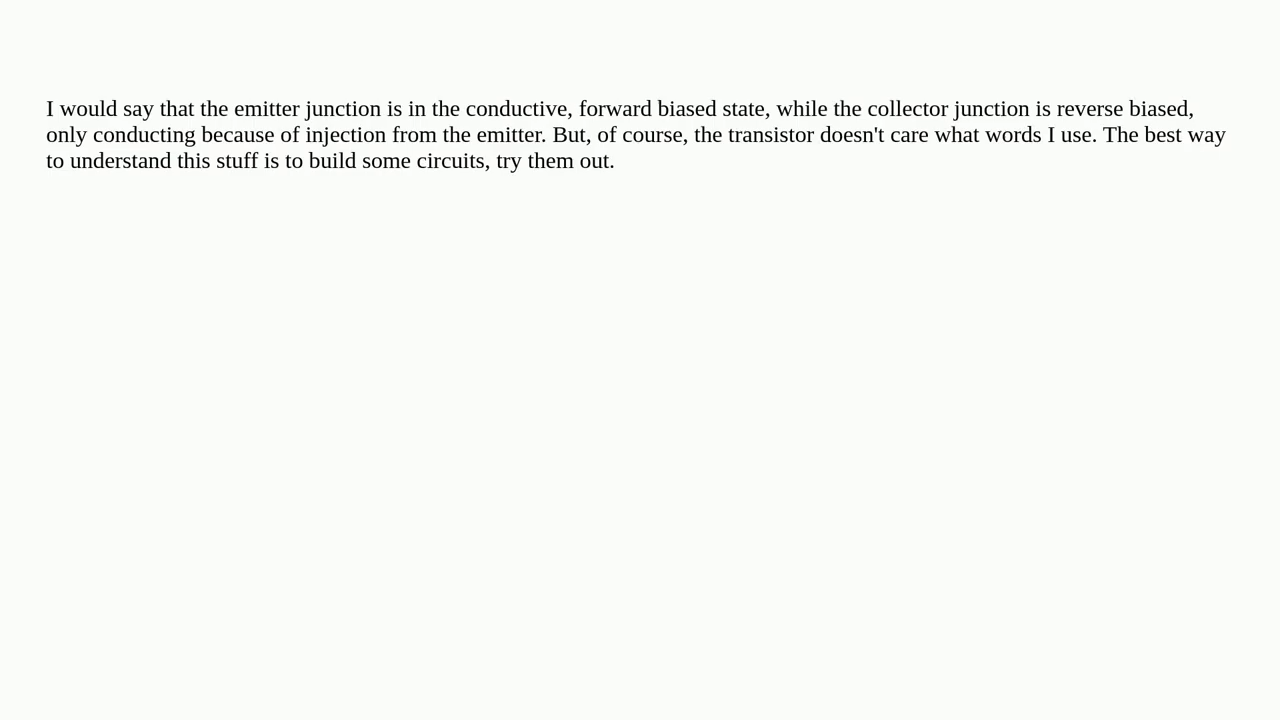 I would say that the emitter junction is in the conductive, forward biased state, while the collector junction is reverse biased,
only conducting because of injection from the emitter. But, of course, the transistor doesn't care what words I use. The best way
to understand this stuff is to build some circuits, try them out.